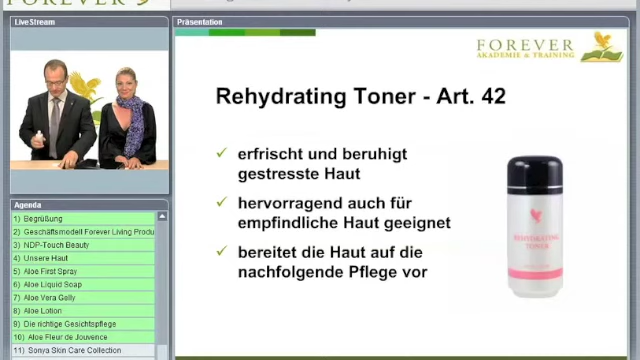 FOREVER
LiveStream
Präsentation
FOREVER
AKADEMIE & TRAINING
Rehydrating Toner - Art. 42
✓ erfrischt und beruhigt
gestresste Haut
✓ hervorragend auch für
empfindliche Haut geeignet
✓ bereitet die Haut auf die
nachfolgende Pflege vor
REHYDRATING
TONER
Agenda
1) Begrüßung
2) Geschäftsmodell Forever Living Produ
3) NDP-Touch Beauty
4) Unsere Haut
5) Aloe First Spray
6) Aloe Liquid Soap
7) Aloe Vera Gelly
8) Aloe Lotion
9) Die richtige Gesichtspflege
10) Aloe Fleur de Jouvence
11) Sonya Skin Care Collection